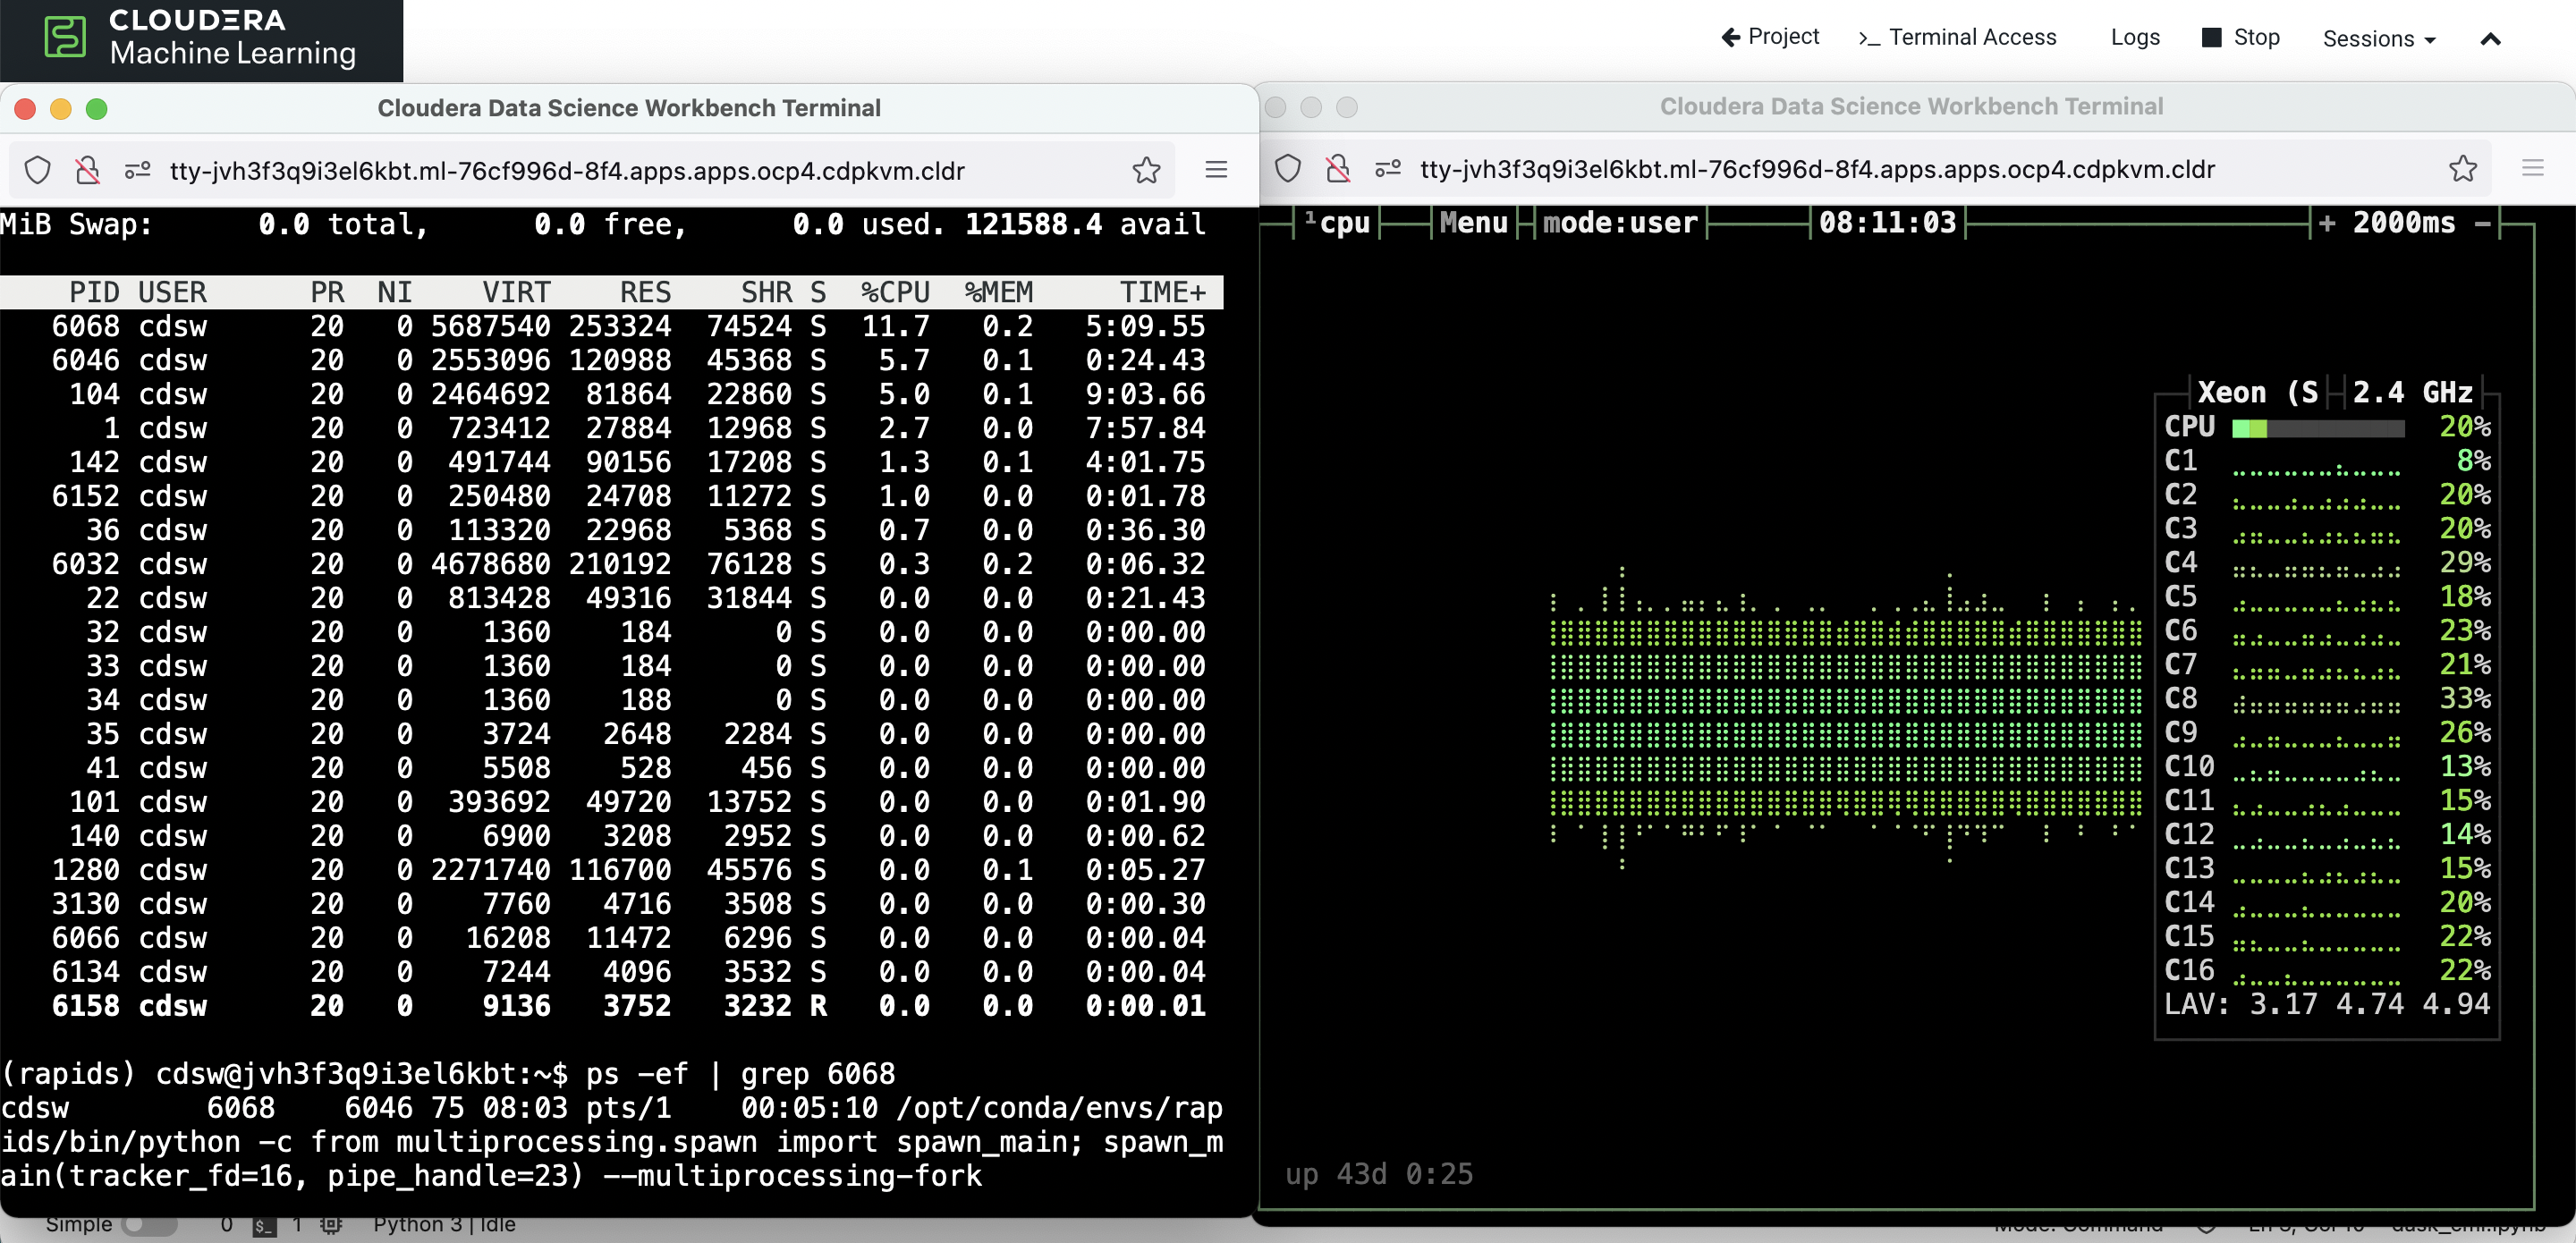 CLOUDERA
Machine Learning
Project
>_ Terminal Access
Logs
Stop
Sessions
Cloudera Data Science Workbench Terminal
tty-jvh3f3q9i3el6kbt.ml-76cf996d-8f4.apps.apps.ocp4.cdpkvm.cldr
MiB Swap: 0.0 total, 0.0 free, 0.0 used. 121588.4 avail
PID USER PR NI VIRT RES SHR S %CPU %MEM TIME+
6068 cdsw 20 0 5687540 253324 74524 S 11.7 0.2 5:09.55
6046 cdsw 20 0 2553096 120988 45368 S 5.7 0.1 0:24.43
104 cdsw 20 0 2464692 81864 22860 S 5.0 0.1 9:03.66
1 cdsw 20 0 723412 27884 12968 S 2.7 0.0 7:57.84
142 cdsw 20 0 491744 90156 17208 S 1.3 0.1 4:01.75
6152 cdsw 20 0 250480 24708 11272 S 1.0 0.0 0:01.78
36 cdsw 20 0 113320 22968 5368 S 0.7 0.0 0:36.30
6032 cdsw 20 0 4678680 210192 76128 S 0.3 0.2 0:06.32
22 cdsw 20 0 813428 49316 31844 S 0.0 0.0 0:21.43
32 cdsw 20 0 1360 184 0 S 0.0 0.0 0:00.00
33 cdsw 20 0 1360 184 0 S 0.0 0.0 0:00.00
34 cdsw 20 0 1360 188 0 S 0.0 0.0 0:00.00
35 cdsw 20 0 3724 2648 2284 S 0.0 0.0 0:00.00
41 cdsw 20 0 5508 528 456 S 0.0 0.0 0:00.00
101 cdsw 20 0 393692 49720 13752 S 0.0 0.0 0:01.90
140 cdsw 20 0 6900 3208 2952 S 0.0 0.0 0:00.62
1280 cdsw 20 0 2271740 116700 45576 S 0.0 0.1 0:05.27
3130 cdsw 20 0 7760 4716 3508 S 0.0 0.0 0:00.30
6066 cdsw 20 0 16208 11472 6296 S 0.0 0.0 0:00.04
6134 cdsw 20 0 7244 4096 3532 S 0.0 0.0 0:00.04
6158 cdsw 20 0 9136 3752 3232 R 0.0 0.0 0:00.01
(rapids) cdsw@jvh3f3q9i3el6kbt:~$ ps -ef | grep 6068
cdsw 6068 6046 75 08:03 pts/1 00:05:10 /opt/conda/envs/rap
ids/bin/python -c from multiprocessing.spawn import spawn_main; spawn_m
ain(tracker_fd=16, pipe_handle=23) --multiprocessing-fork
Cloudera Data Science Workbench Terminal
tty-jvh3f3q9i3el6kbt.ml-76cf996d-8f4.apps.apps.ocp4.cdpkvm.cldr
¹cpu Menu mode:user 08:11:03 + 2000ms -
Xeon (S 2.4 GHz
CPU 20%
C1 8%
C2 20%
C3 20%
C4 29%
C5 18%
C6 23%
C7 21%
C8 33%
C9 26%
C10 13%
C11 15%
C12 14%
C13 15%
C14 20%
C15 22%
C16 22%
LAV: 3.17 4.74 4.94
up 43d 0:25
Simple 0 $_ 1 Python 3 | Idle
Mode: Command
dask_cml.ipynb